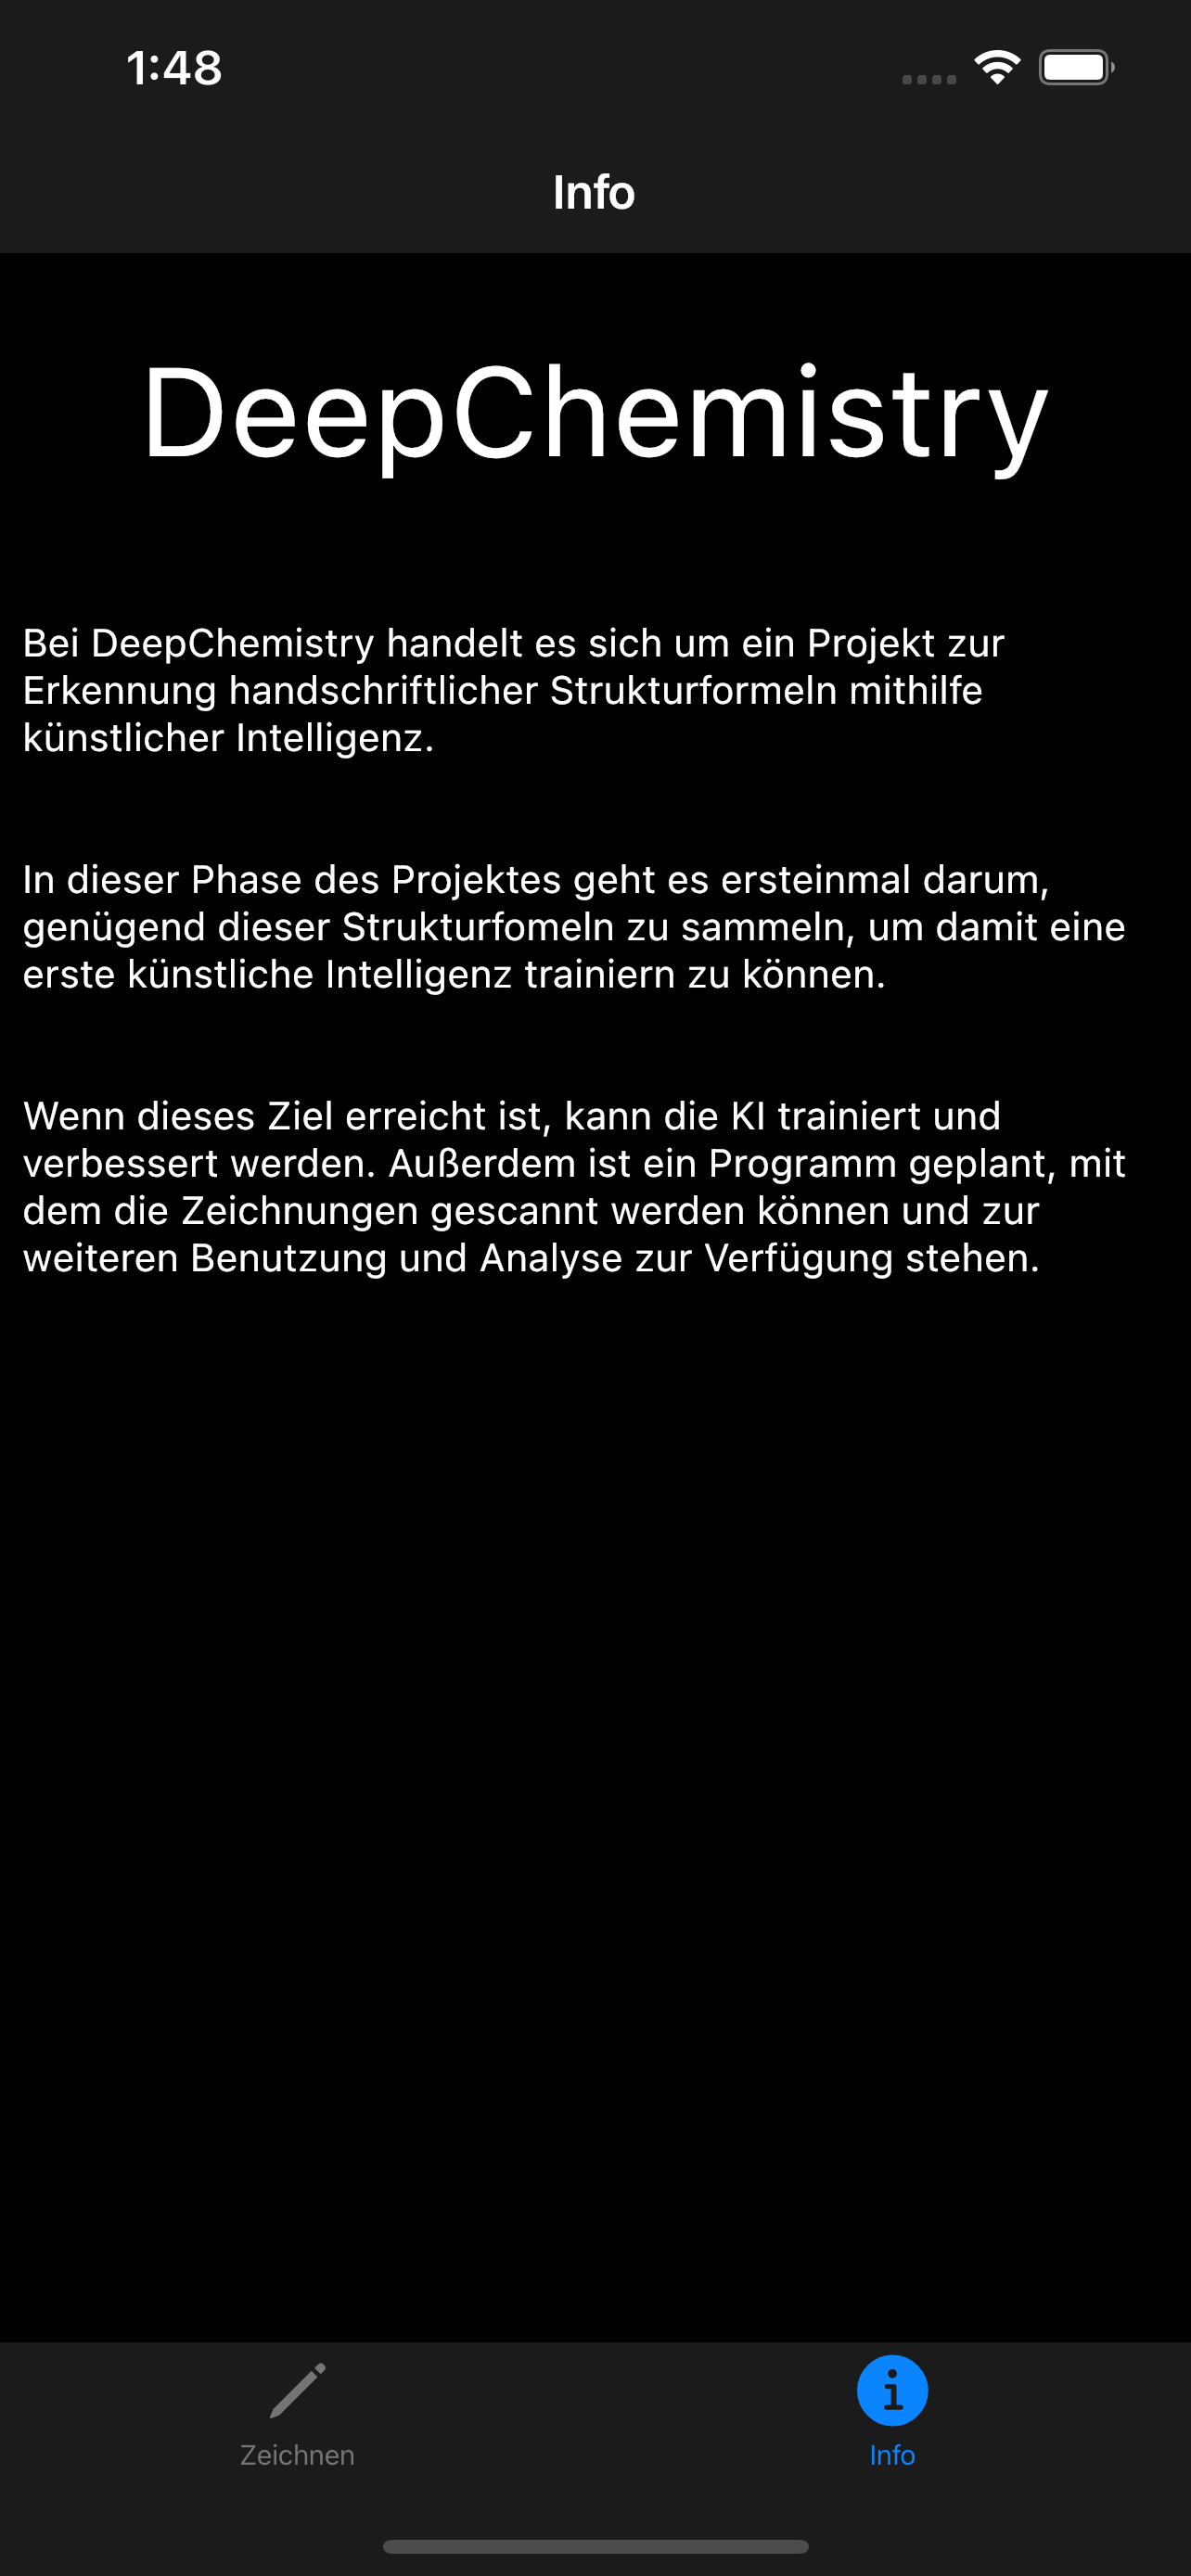 1:48
Info
DeepChemistry
Bei DeepChemistry handelt es sich um ein Projekt zur
Erkennung handschriftlicher Strukturformeln mithilfe
künstlicher Intelligenz.
In dieser Phase des Projektes geht es ersteinmal darum,
genügend dieser Strukturfomeln zu sammeln, um damit eine
erste künstliche Intelligenz trainiern zu können.
Wenn dieses Ziel erreicht ist, kann die KI trainiert und
verbessert werden. Außerdem ist ein Programm geplant, mit
dem die Zeichnungen gescannt werden können und zur
weiteren Benutzung und Analyse zur Verfügung stehen.
Zeichnen
Info